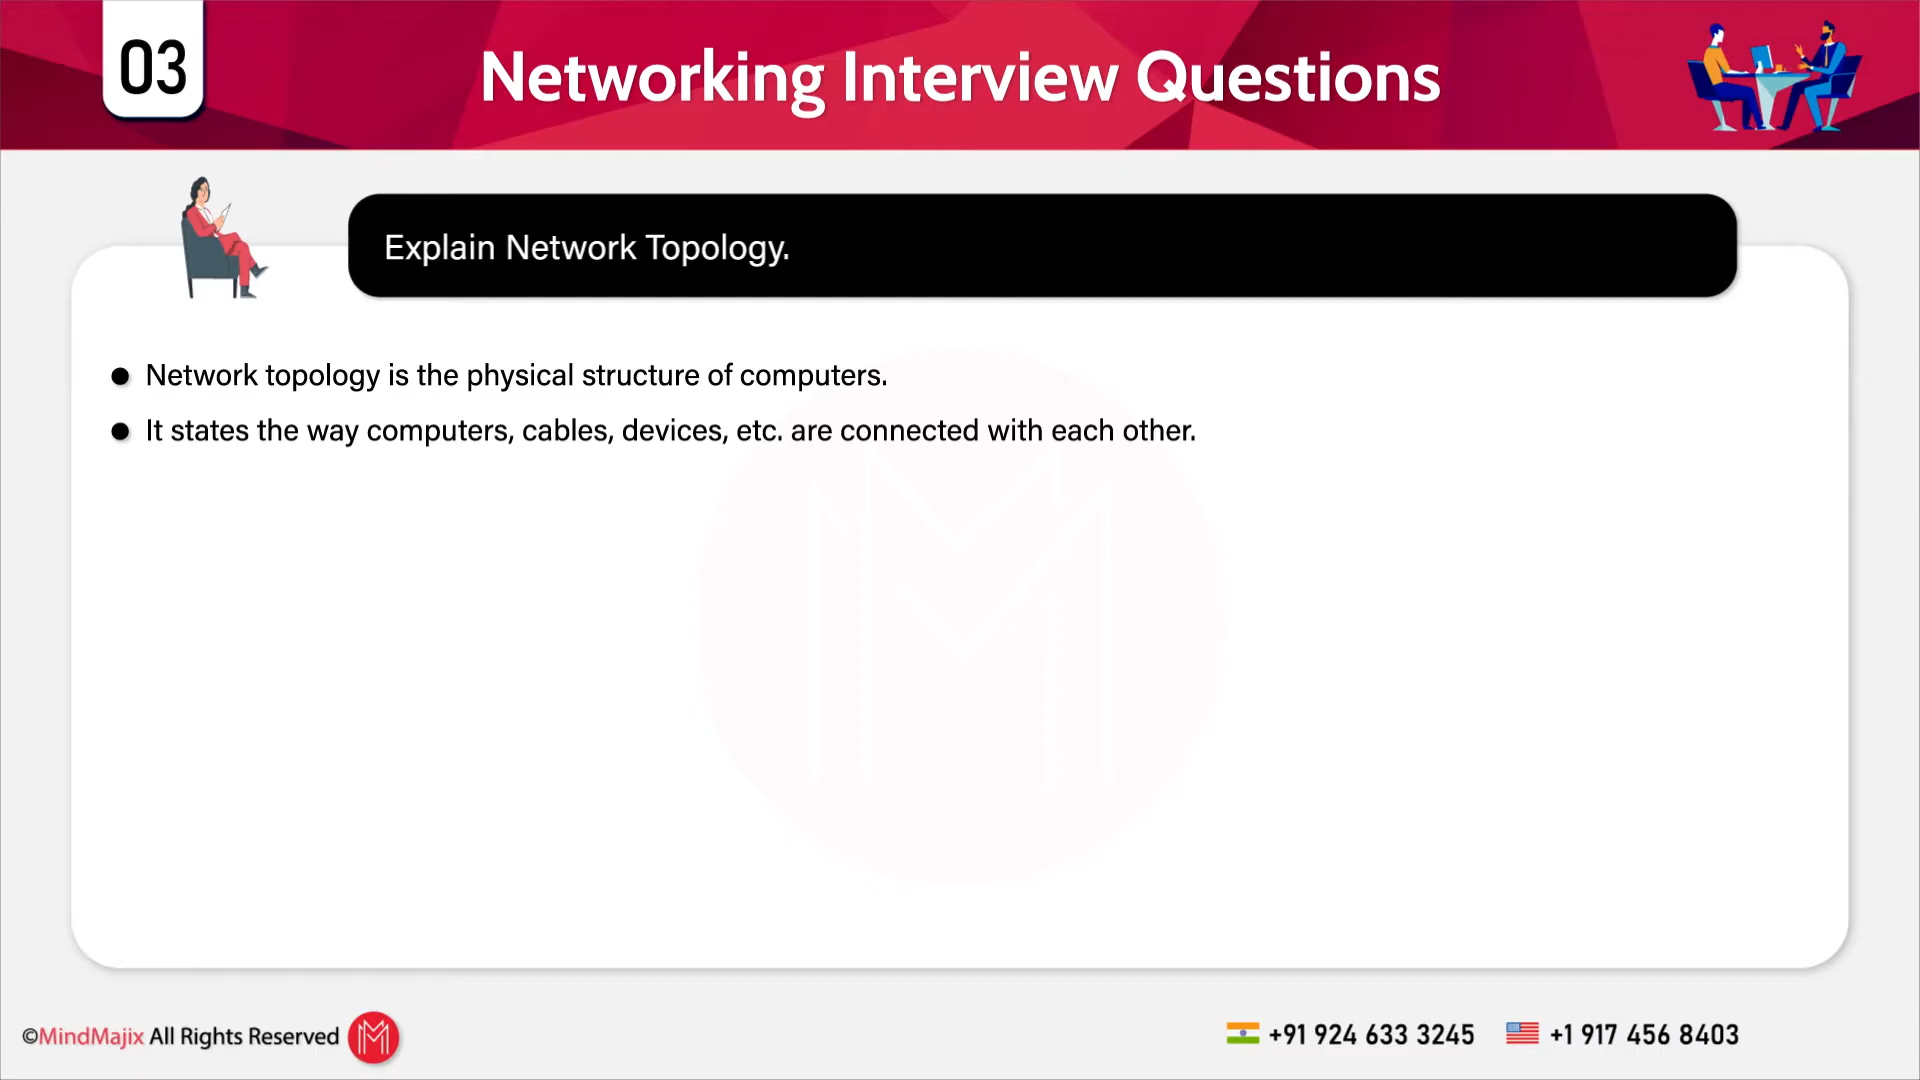 03
Networking Interview Questions
Explain Network Topology.
● Network topology is the physical structure of computers.
● It states the way computers, cables, devices, etc. are connected with each other.
©MindMajix All Rights Reserved
+91 924 633 3245
+1 917 456 8403